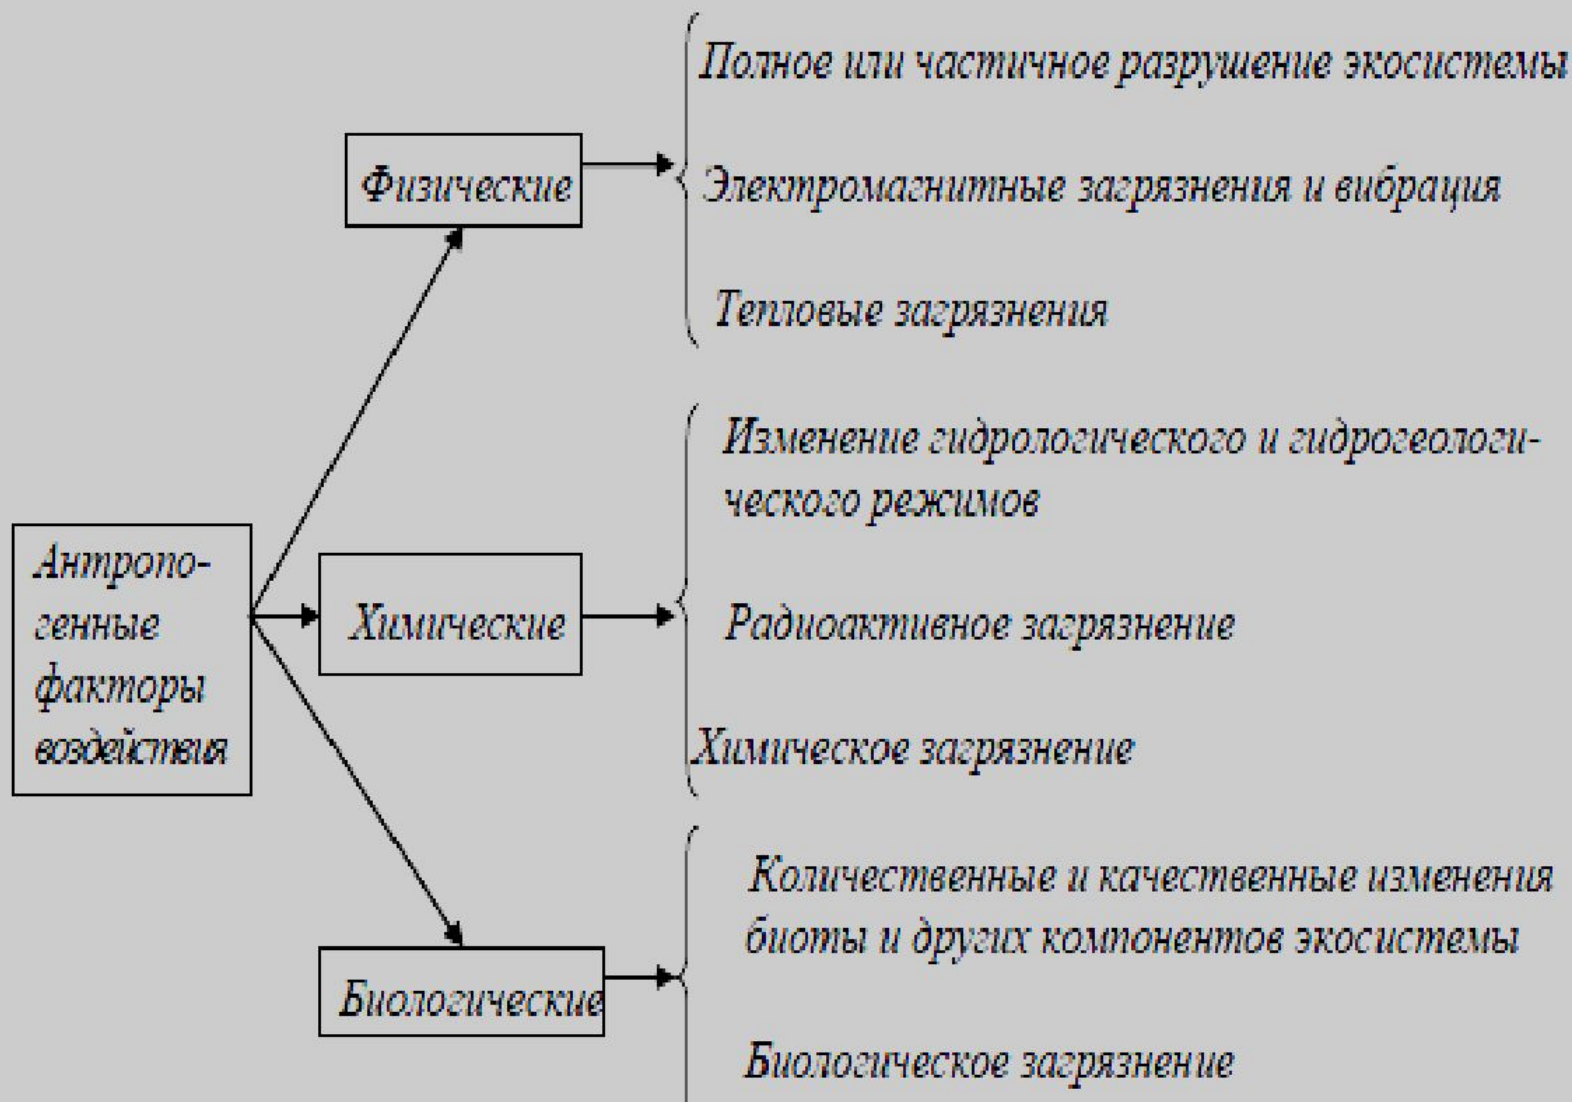 Полное или частичное разрушение экосистемы
Физические
Электромагнитные загрязнения и вибрация
Тепловые загрязнения
Изменение гидрологического и гидрогеологи-
ческого режимов
Антропо-
генные
факторы
воздействия
Химические
Радиоактивное загрязнение
Химическое загрязнение
Количественные и качественные изменения
биоты и других компонентов экосистемы
Биологические
Биологическое загрязнение